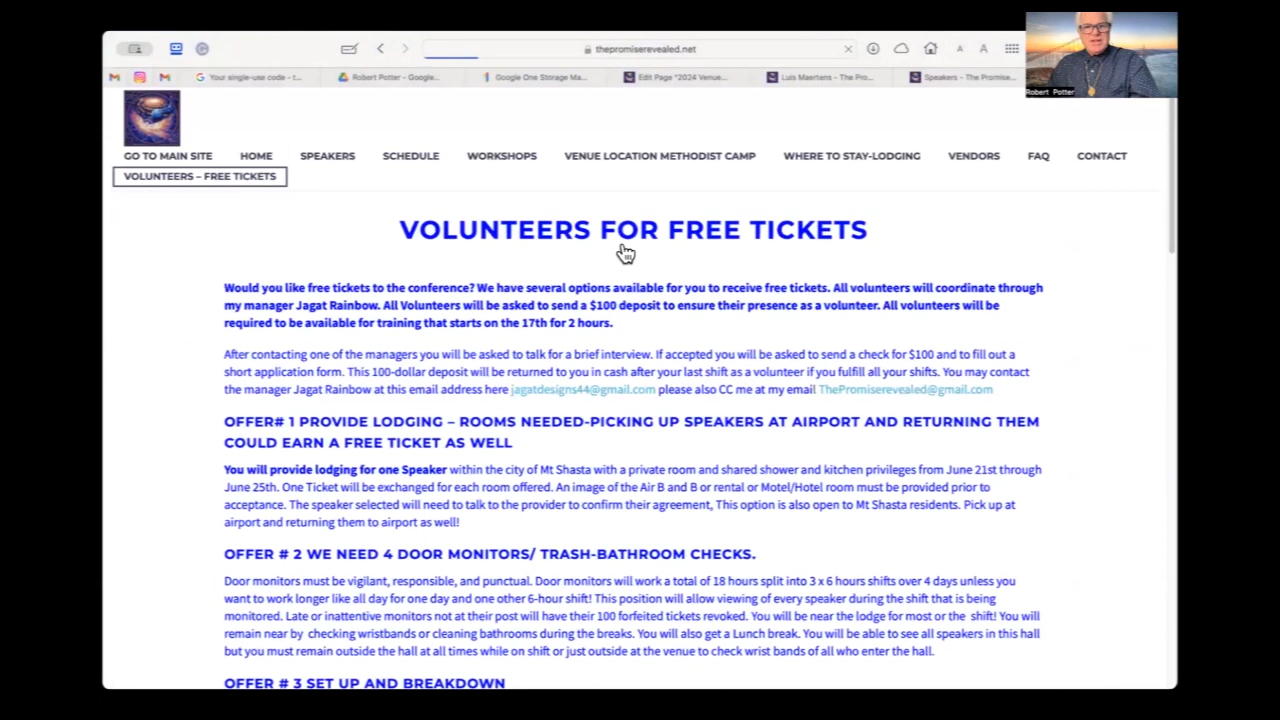 thepromiserevealed.net
A A
Your single-use code - t...
Robert Potter - Google...
Google One Storage Ma...
Edit Page "2024 Venue...
Luis Maertens - The Pro...
Speakers - The Promise...
Robert Potter
GO TO MAIN SITE HOME SPEAKERS SCHEDULE WORKSHOPS VENUE LOCATION METHODIST CAMP WHERE TO STAY-LODGING VENDORS FAQ CONTACT
VOLUNTEERS – FREE TICKETS
VOLUNTEERS FOR FREE TICKETS
Would you like free tickets to the conference? We have several options available for you to receive free tickets. All volunteers will coordinate through
my manager Jagat Rainbow. All Volunteers will be asked to send a $100 deposit to ensure their presence as a volunteer. All volunteers will be
required to be available for training that starts on the 17th for 2 hours.
After contacting one of the managers you will be asked to talk for a brief interview. If accepted you will be asked to send a check for $100 and to fill out a
short application form. This 100-dollar deposit will be returned to you in cash after your last shift as a volunteer if you fulfill all your shifts. You may contact
the manager Jagat Rainbow at this email address here jagatdesigns44@gmail.com please also CC me at my email ThePromiserevealed@gmail.com
OFFER# 1 PROVIDE LODGING – ROOMS NEEDED-PICKING UP SPEAKERS AT AIRPORT AND RETURNING THEM
COULD EARN A FREE TICKET AS WELL
You will provide lodging for one Speaker within the city of Mt Shasta with a private room and shared shower and kitchen privileges from June 21st through
June 25th. One Ticket will be exchanged for each room offered. An image of the Air B and B or rental or Motel/Hotel room must be provided prior to
acceptance. The speaker selected will need to talk to the provider to confirm their agreement, This option is also open to Mt Shasta residents. Pick up at
airport and returning them to airport as well!
OFFER # 2 WE NEED 4 DOOR MONITORS/ TRASH-BATHROOM CHECKS.
Door monitors must be vigilant, responsible, and punctual. Door monitors will work a total of 18 hours split into 3 x 6 hours shifts over 4 days unless you
want to work longer like all day for one day and one other 6-hour shift! This position will allow viewing of every speaker during the shift that is being
monitored. Late or inattentive monitors not at their post will have their 100 forfeited tickets revoked. You will be near the lodge for most or the shift! You will
remain near by checking wristbands or cleaning bathrooms during the breaks. You will also get a Lunch break. You will be able to see all speakers in this hall
but you must remain outside the hall at all times while on shift or just outside at the venue to check wrist bands of all who enter the hall.
OFFER # 3 SET UP AND BREAKDOWN